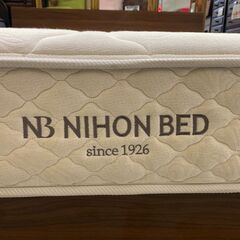 NB NIHON BED
since 1926